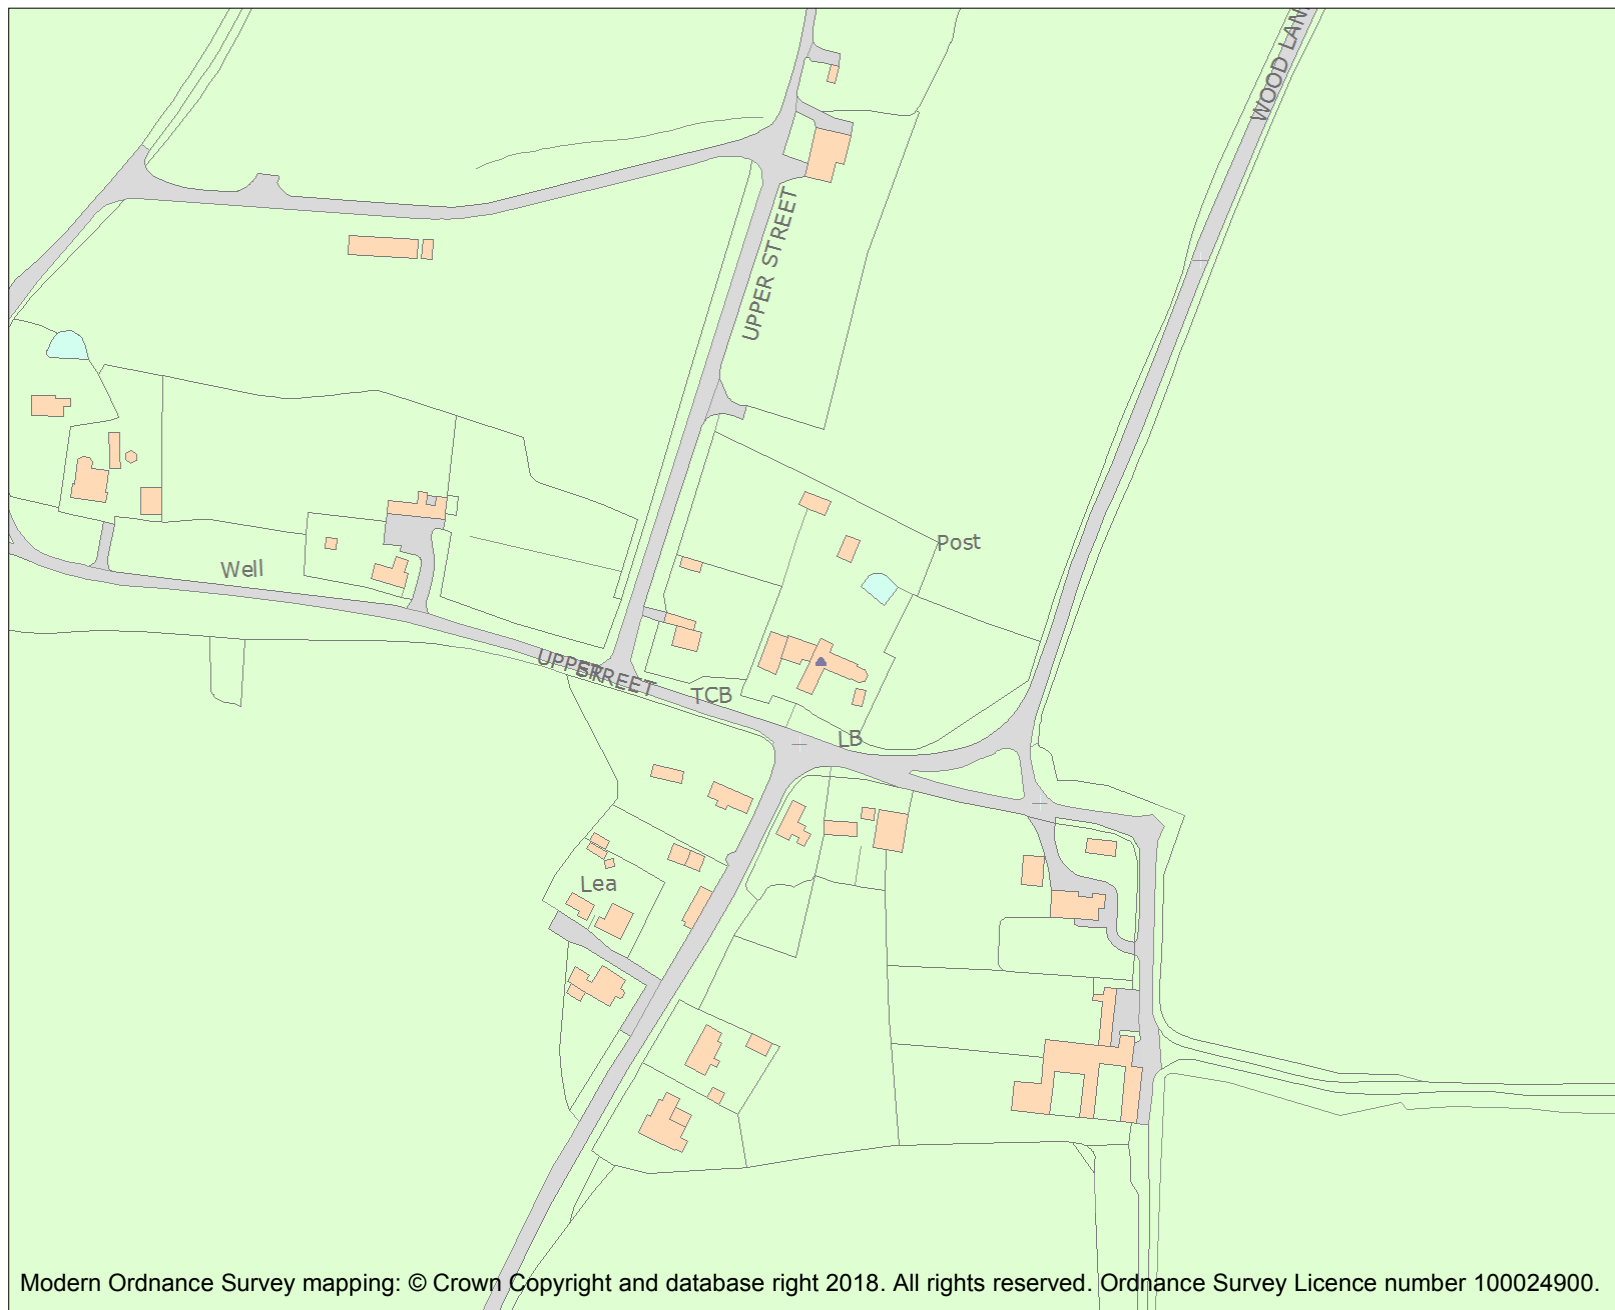 WOOD LAN
UPPER STREET
Post
Well
UPPER STREET
TCB
LB
Lea
Modern Ordnance Survey mapping: © Crown Copyright and database right 2018. All rights reserved. Ordnance Survey Licence number 100024900.